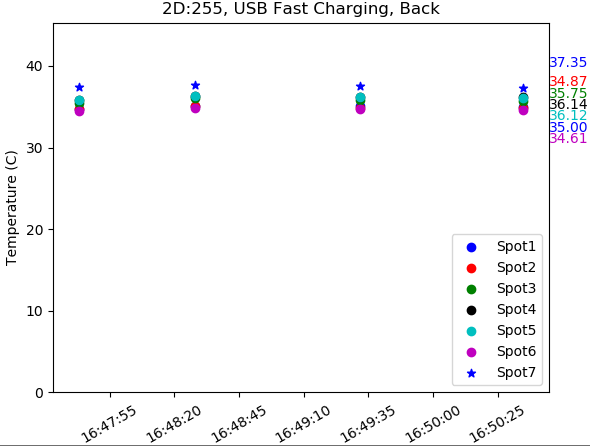 2D:255, USB Fast Charging, Back
Temperature (C)
40
30
20
10
0
37.35
34.87
35.75
36.14
36.12
35.00
34.61
Spot1
Spot2
Spot3
Spot4
Spot5
Spot6
Spot7
16:47:55
16:48:20
16:48:45
16:49:10
16:49:35
16:50:00
16:50:25